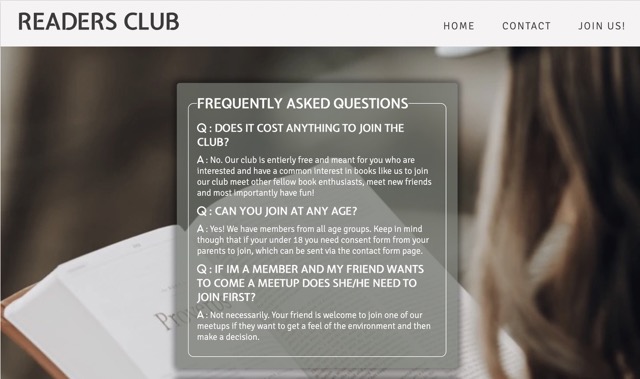 READERS CLUB
HOME CONTACT JOIN US!
FREQUENTLY ASKED QUESTIONS
Q : DOES IT COST ANYTHING TO JOIN THE
CLUB?
A : No. Our club is entierly free and meant for you who are
interested and have a common interest in books like us to join
our club meet other fellow book enthusiasts, meet new friends
and most importantly have fun!
Q : CAN YOU JOIN AT ANY AGE?
A : Yes! We have members from all age groups. Keep in mind
though that if your under 18 you need consent form from your
parents to join, which can be sent via the contact form page.
Q : IF IM A MEMBER AND MY FRIEND WANTS
TO COME A MEETUP DOES SHE/HE NEED TO
JOIN FIRST?
A : Not necessarily. Your friend is welcome to join one of our
meetups if they want to get a feel of the environment and then
make a decision.
Proverbs